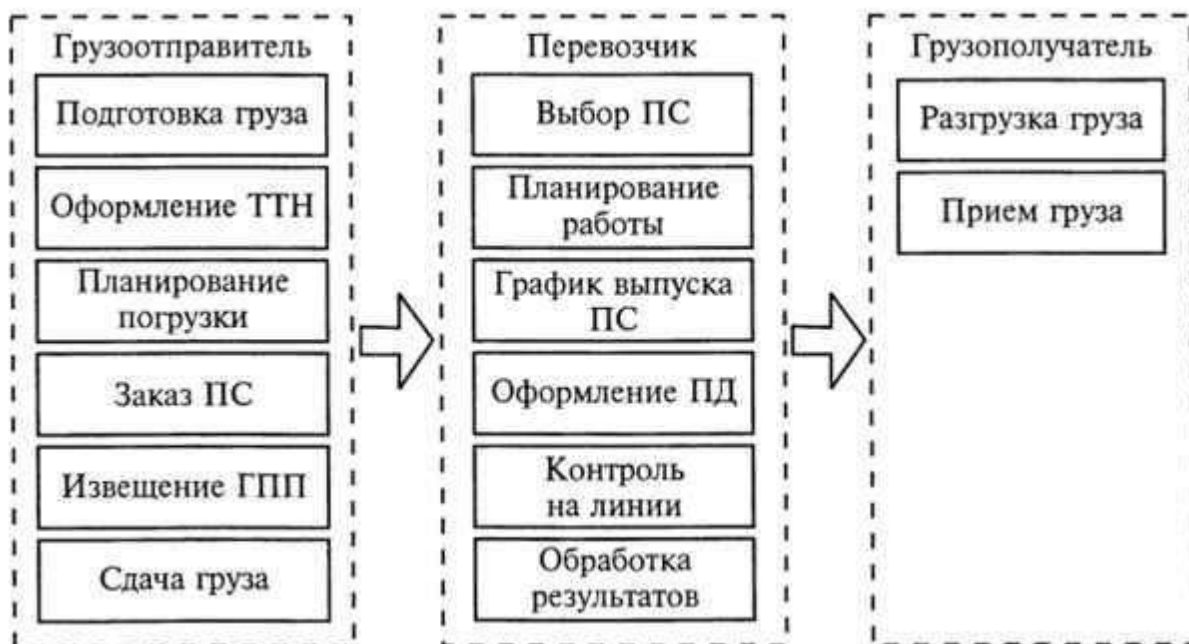 Грузоотправитель
Подготовка груза
Оформление ТТН
Планирование
погрузки
Заказ ПС
Извещение ГПП
Сдача груза
Перевозчик
Выбор ПС
Планирование
работы
График выпуска
ПС
Оформление ПД
Контроль
на линии
Обработка
результатов
Грузополучатель
Разгрузка груза
Прием груза